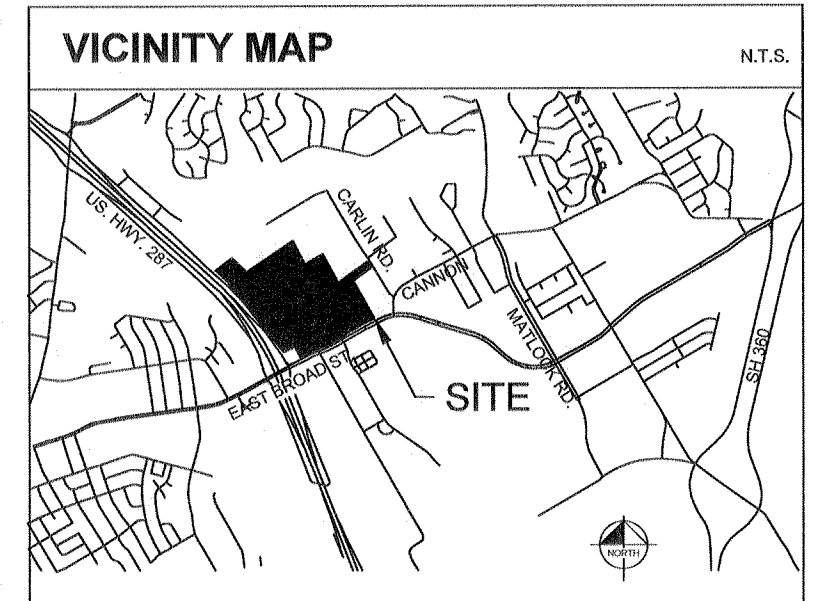 VICINITY MAP
N.T.S.
US. HWY. 287
CARLIN RD.
CANNON
MATLOCK RD.
SH 360
EAST BROAD ST
SITE
NORTH